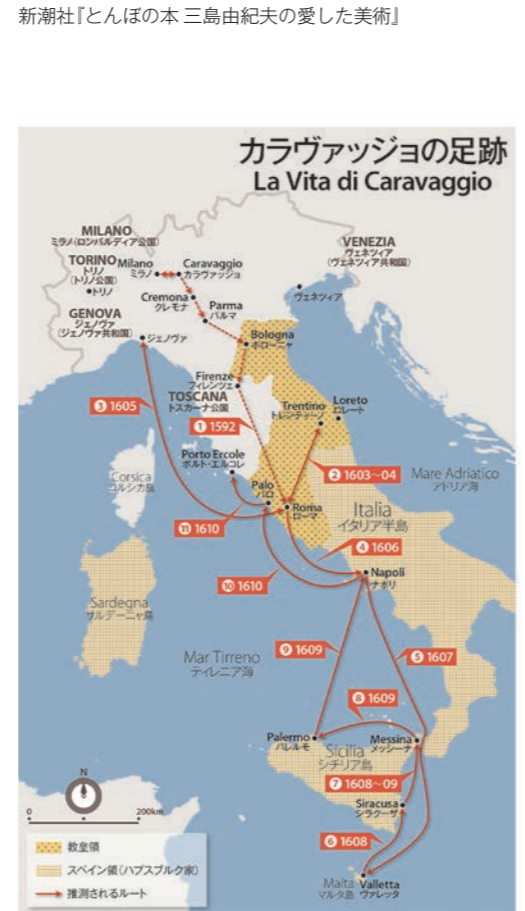 新潮社『とんぼの本 三島由紀夫の愛した美術』
カラヴァッジョの足跡
La Vita di Caravaggio
MILANO
ミラノ(ロンバルディア公国)
TORINO
トリノ
(トリノ公国)
トリノ
Milano
ミラノ
Caravaggio
カラヴァッジョ
VENEZIA
ヴェネツィア
(ヴェネツィア共和国)
ヴェネツィア
Cremona
クレモナ
Parma
パルマ
GENOVA
ジェノヴァ
(ジェノヴァ共和国)
ジェノヴァ
Bologna
ボローニャ
Firenze
フィレンツェ
TOSCANA
トスカーナ公国
③ 1605
① 1592
Trentino
トレンティーノ
Loreto
ロレート
Porto Ercole
ポルト・エルコレ
② 1603〜04
Mare Adriatico
アドリア海
Corsica
コルシカ島
Palo
パロ
Roma
ローマ
Italia
イタリア半島
⑪ 1610
④ 1606
⑩ 1610
Napoli
ナポリ
Sardegna
サルデーニャ島
Mar Tirreno
ティレニア海
⑨ 1609
⑤ 1607
⑧ 1609
Palermo
パレルモ
Messina
メッシーナ
Sicilia
シチリア島
⑦ 1608〜09
Siracusa
シラクーザ
⑥ 1608
Malta
マルタ島
Valletta
ヴァレッタ
N
0
200km
教皇領
スペイン領(ハプスブルク家)
推測されるルート